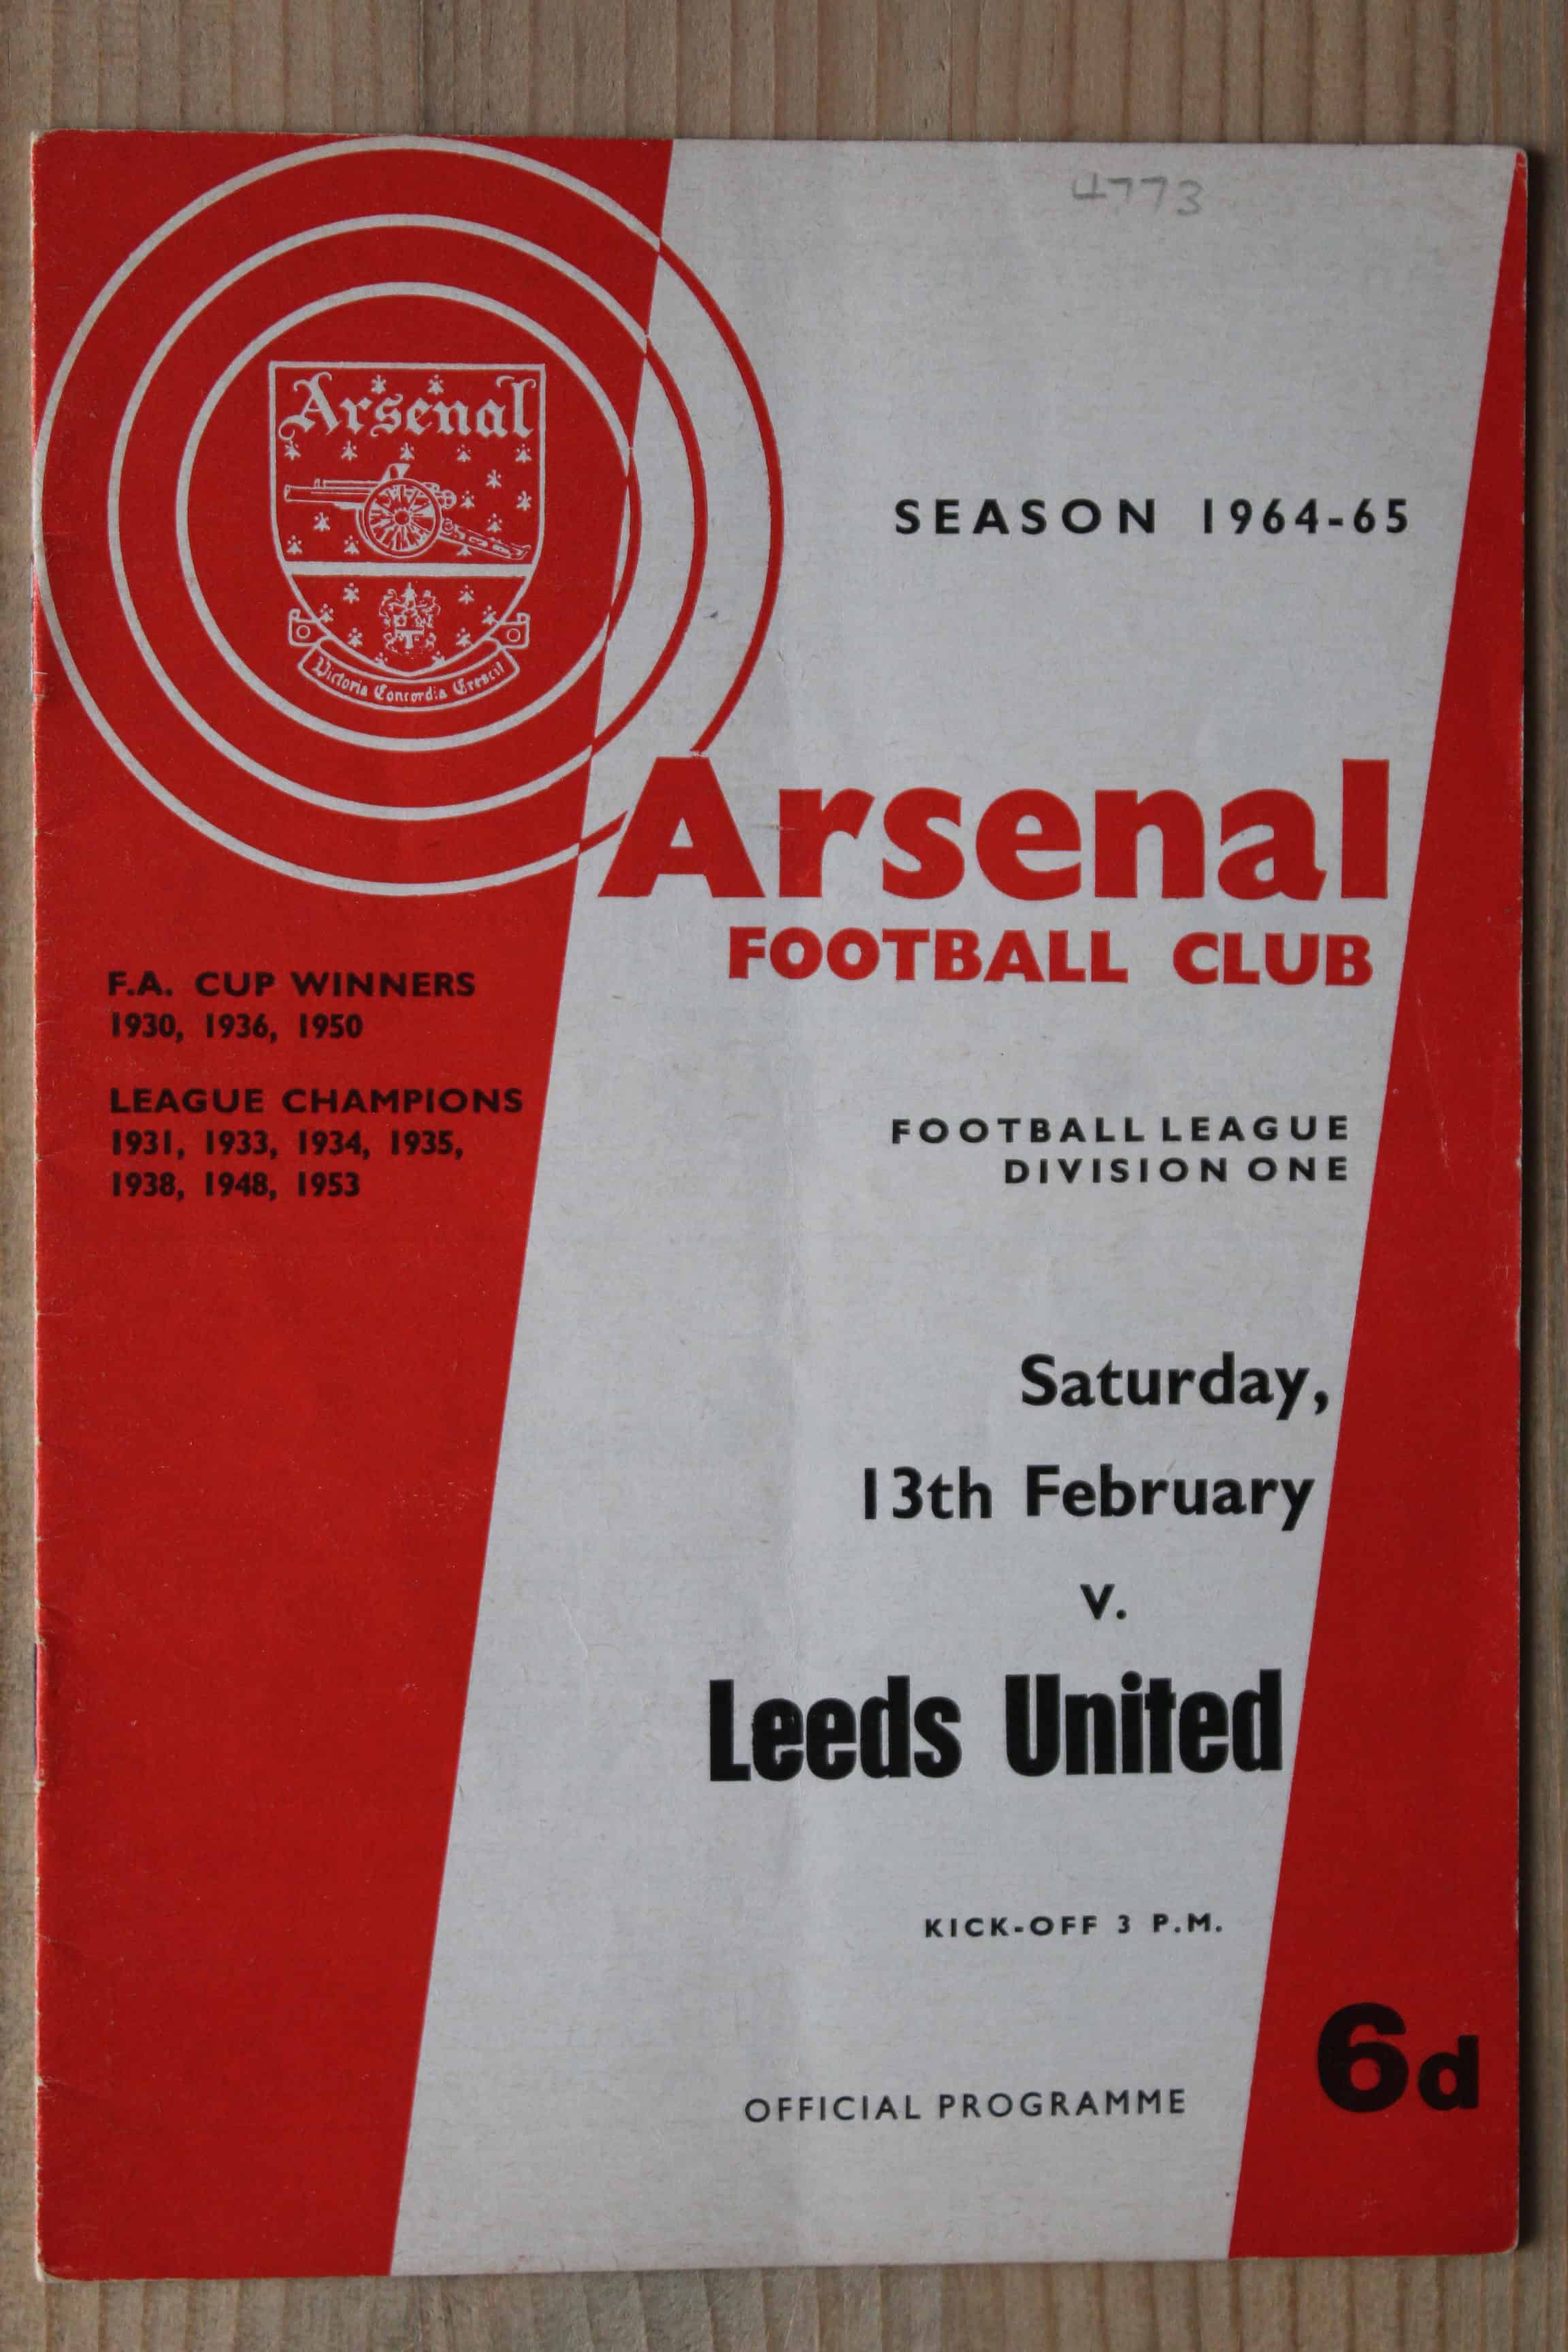 4773
Arsenal
Victoria Concordia Crescit
SEASON 1964-65
Arsenal
FOOTBALL CLUB
F.A. CUP WINNERS
1930, 1936, 1950
LEAGUE CHAMPIONS
1931, 1933, 1934, 1935,
1938, 1948, 1953
FOOTBALL LEAGUE
DIVISION ONE
Saturday,
13th February
v.
Leeds United
KICK-OFF 3 P.M.
6d
OFFICIAL PROGRAMME